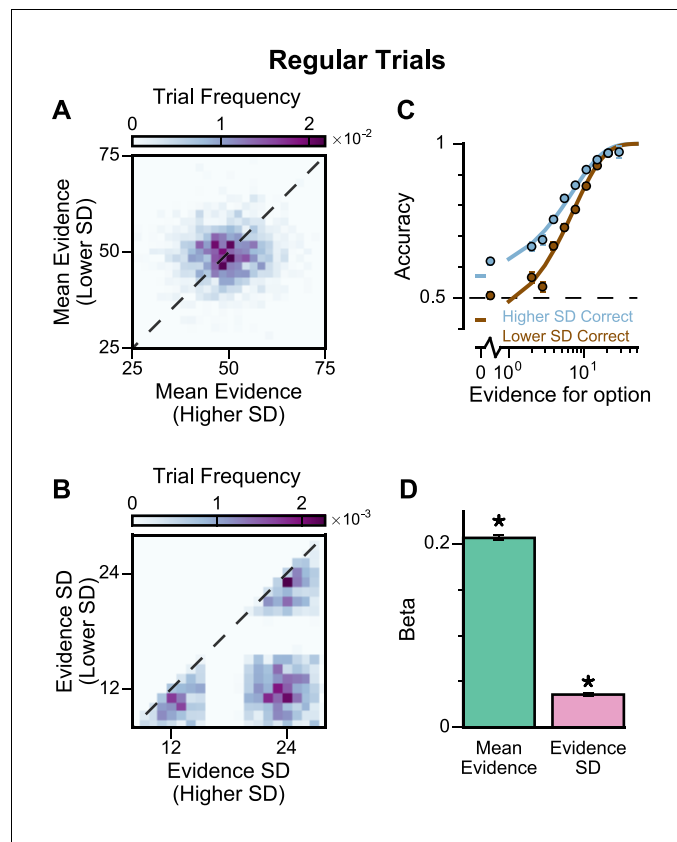 Regular Trials
A
Trial Frequency
0 1 2
×10⁻²
75
50
25
Mean Evidence
(Lower SD)
25 50 75
Mean Evidence
(Higher SD)
C
1
0.5
Accuracy
Higher SD Correct
Lower SD Correct
0 10⁰ 10¹
Evidence for option
B
Trial Frequency
0 1 2
×10⁻³
24
12
Evidence SD
(Lower SD)
12 24
Evidence SD
(Higher SD)
D
0.2
0
Beta
★
★
Mean
Evidence
Evidence
SD